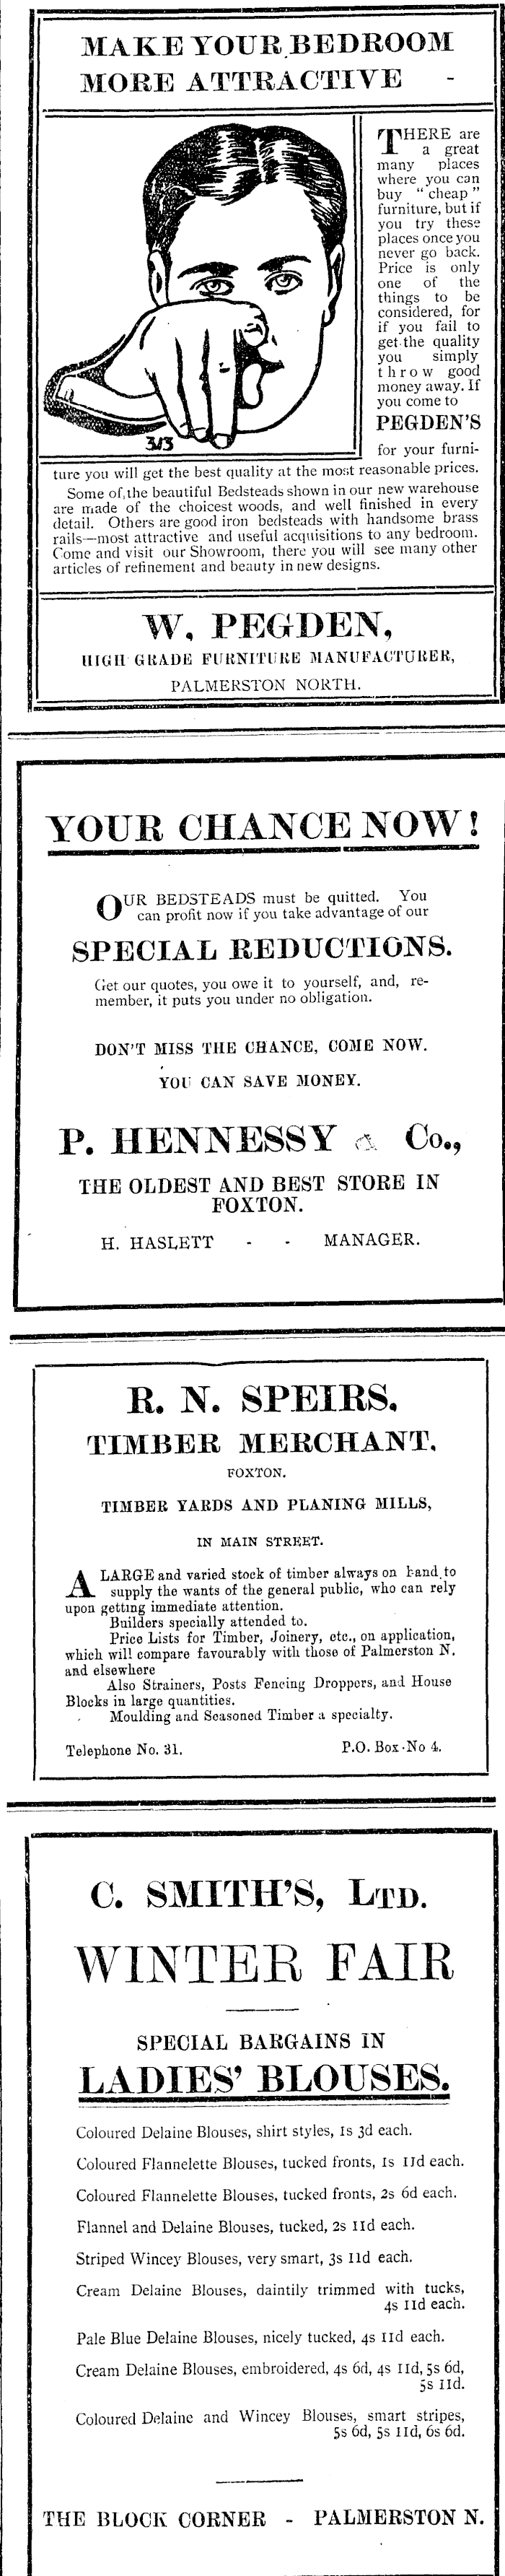 MAKE YOUR BEDROOM
MORE ATTRACTIVE -
THERE are
a great
many places
where you can
buy “cheap”
furniture, but if
you try these
places once you
never go back.
Price is only
one of the
things to be
considered, for
if you fail to
get the quality
you simply
throw good
money away. If
you come to
PEGDEN'S
for your furni-
3/3
ture you will get the best quality at the most reasonable prices.
Some of the beautiful Bedsteads shown in our new warehouse
are made of the choicest woods, and well finished in every
detail. Others are good iron bedsteads with handsome brass
rails—most attractive and useful acquisitions to any bedroom.
Come and visit our Showroom, there you will see many other
articles of refinement and beauty in new designs.
W. PEGDEN,
HIGH GRADE FURNITURE MANUFACTURER,
PALMERSTON NORTH.
YOUR CHANCE NOW!
OUR BEDSTEADS must be quitted. You
can profit now if you take advantage of our
SPECIAL REDUCTIONS.
Get our quotes, you owe it to yourself, and, re-
member, it puts you under no obligation.
DON'T MISS THE CHANCE, COME NOW.
YOU CAN SAVE MONEY.
P. HENNESSY & Co.,
THE OLDEST AND BEST STORE IN
FOXTON.
H. HASLETT - - MANAGER.
R. N. SPEIRS.
TIMBER MERCHANT.
FOXTON.
TIMBER YARDS AND PLANING MILLS,
IN MAIN STREET.
A LARGE and varied stock of timber always on hand to
supply the wants of the general public, who can rely
upon getting immediate attention.
Builders specially attended to.
Price Lists for Timber, Joinery, etc., on application,
which will compare favourably with those of Palmerston N.
and elsewhere
Also Strainers, Posts Fencing Droppers, and House
Blocks in large quantities.
Moulding and Seasoned Timber a specialty.
Telephone No. 31. P.O. Box No 4.
C. SMITH'S, LTD.
WINTER FAIR
SPECIAL BARGAINS IN
LADIES' BLOUSES.
Coloured Delaine Blouses, shirt styles, 1s 3d each.
Coloured Flannelette Blouses, tucked fronts, 1s 11d each.
Coloured Flannelette Blouses, tucked fronts, 2s 6d each.
Flannel and Delaine Blouses, tucked, 2s 11d each.
Striped Wincey Blouses, very smart, 3s 11d each.
Cream Delaine Blouses, daintily trimmed with tucks,
4s 11d each.
Pale Blue Delaine Blouses, nicely tucked, 4s 11d each.
Cream Delaine Blouses, embroidered, 4s 6d, 4s 11d, 5s 6d,
5s 11d.
Coloured Delaine and Wincey Blouses, smart stripes,
5s 6d, 5s 11d, 6s 6d.
THE BLOCK CORNER - PALMERSTON N.